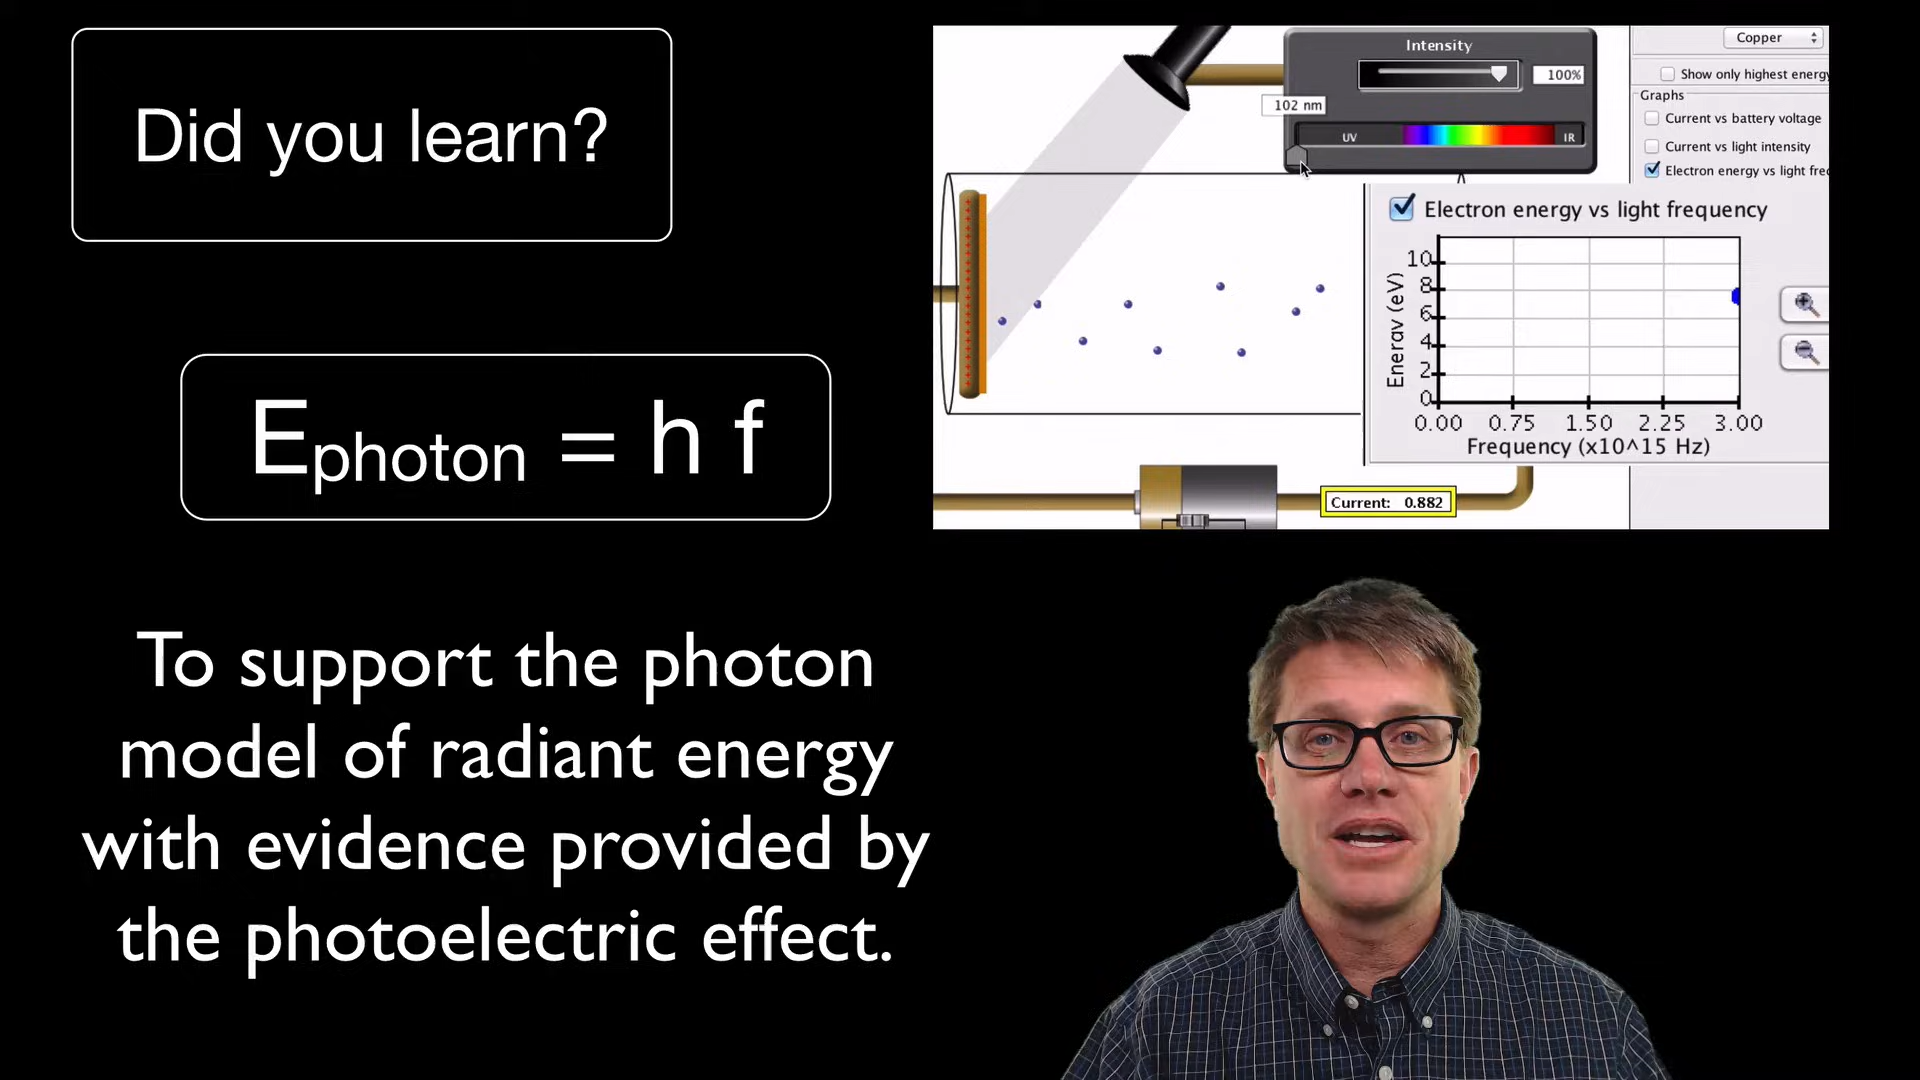 Did you learn?
Ephoton = h f
To support the photon
model of radiant energy
with evidence provided by
the photoelectric effect.
Intensity
100%
102 nm
UV
IR
Copper
Show only highest energy
Graphs
Current vs battery voltage
Current vs light intensity
Electron energy vs light fre
Electron energy vs light frequency
Energy (eV)
10
8
6
4
2
0
0.00 0.75 1.50 2.25 3.00
Frequency (x10^15 Hz)
Current: 0.882